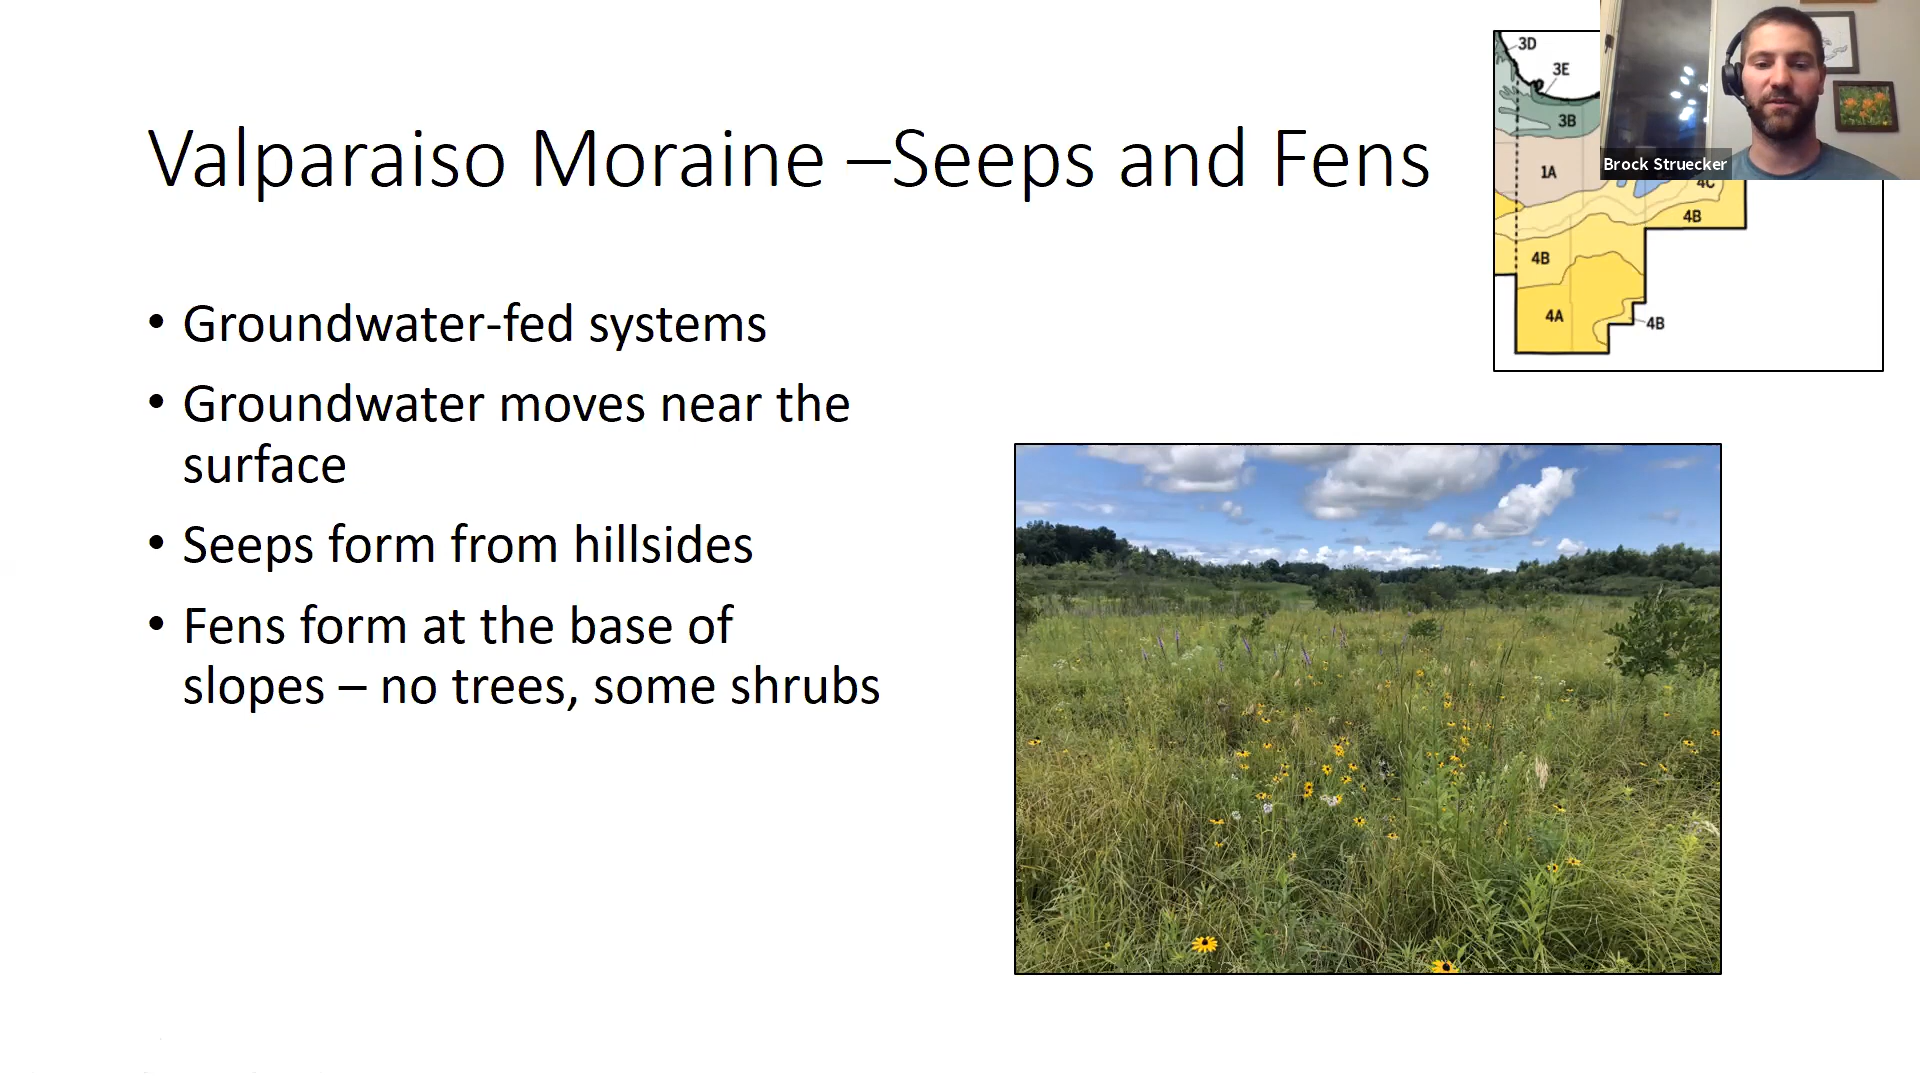 Valparaiso Moraine –Seeps and Fens
• Groundwater-fed systems
• Groundwater moves near the
surface
• Seeps form from hillsides
• Fens form at the base of
slopes – no trees, some shrubs
3D
3E
3B
1A
4C
4B
4B
4A
4B
Brock Struecker